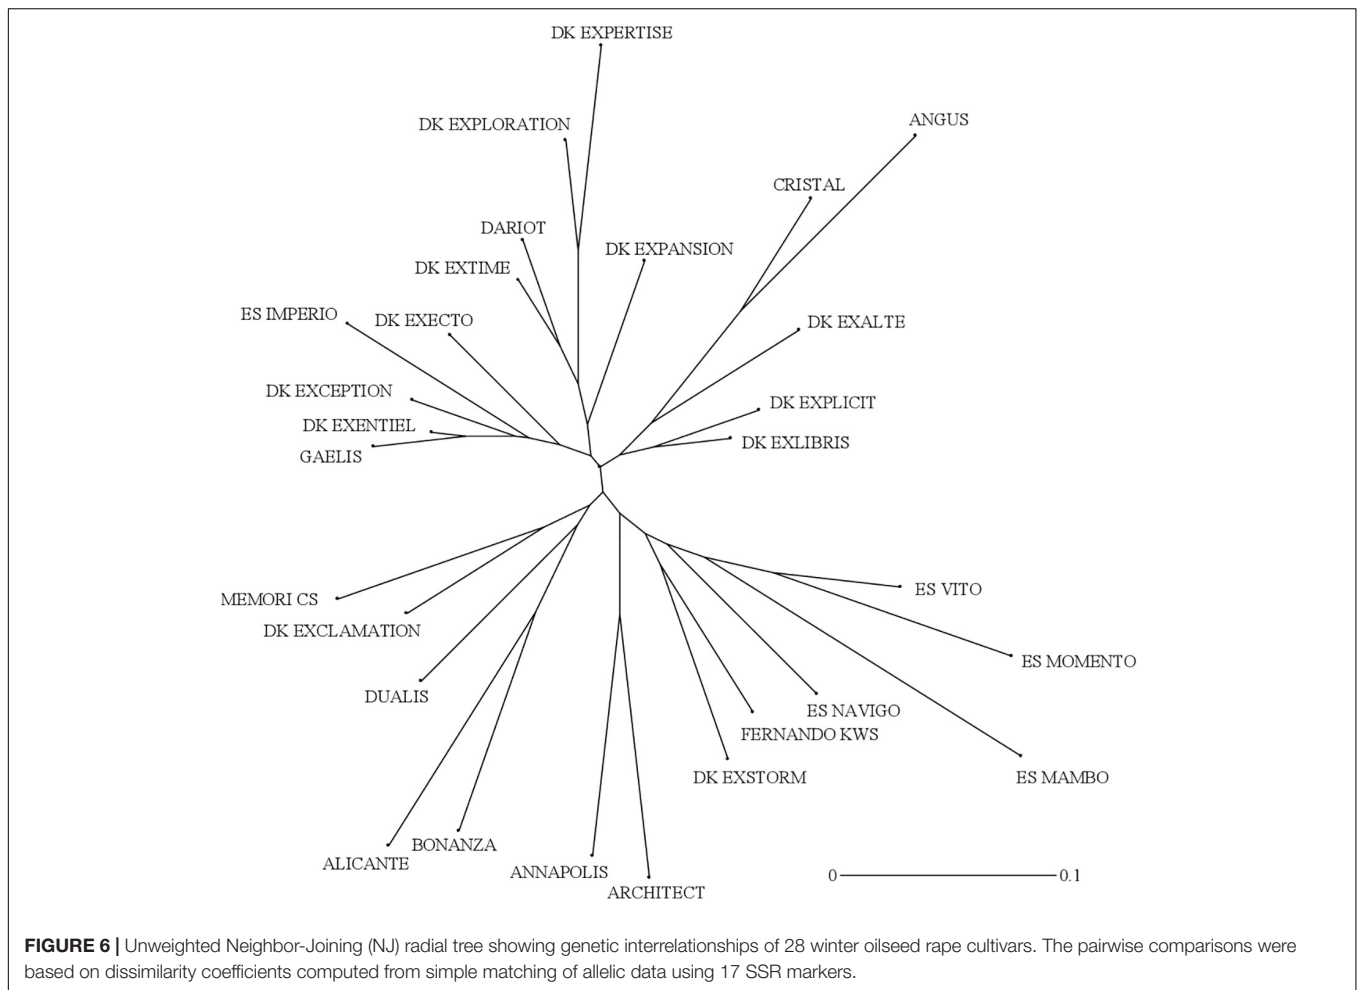 DK EXPERTISE
ANGUS
DK EXPLORATION
CRISTAL
DARIOT
DK EXPANSION
DK EXTIME
ES IMPERIO
DK EXECTO
DK EXALTE
DK EXCEPTION
DK EXPLICIT
DK EXENTIEL
DK EXLIBRIS
GAELIS
ES VITO
MEMORI CS
DK EXCLAMATION
ES MOMENTO
DUALIS
ES NAVIGO
FERNANDO KWS
DK EXSTORM
ES MAMBO
BONANZA
ALICANTE
ANNAPOLIS
ARCHITECT
0 0.1
FIGURE 6 | Unweighted Neighbor-Joining (NJ) radial tree showing genetic interrelationships of 28 winter oilseed rape cultivars. The pairwise comparisons were
based on dissimilarity coefficients computed from simple matching of allelic data using 17 SSR markers.